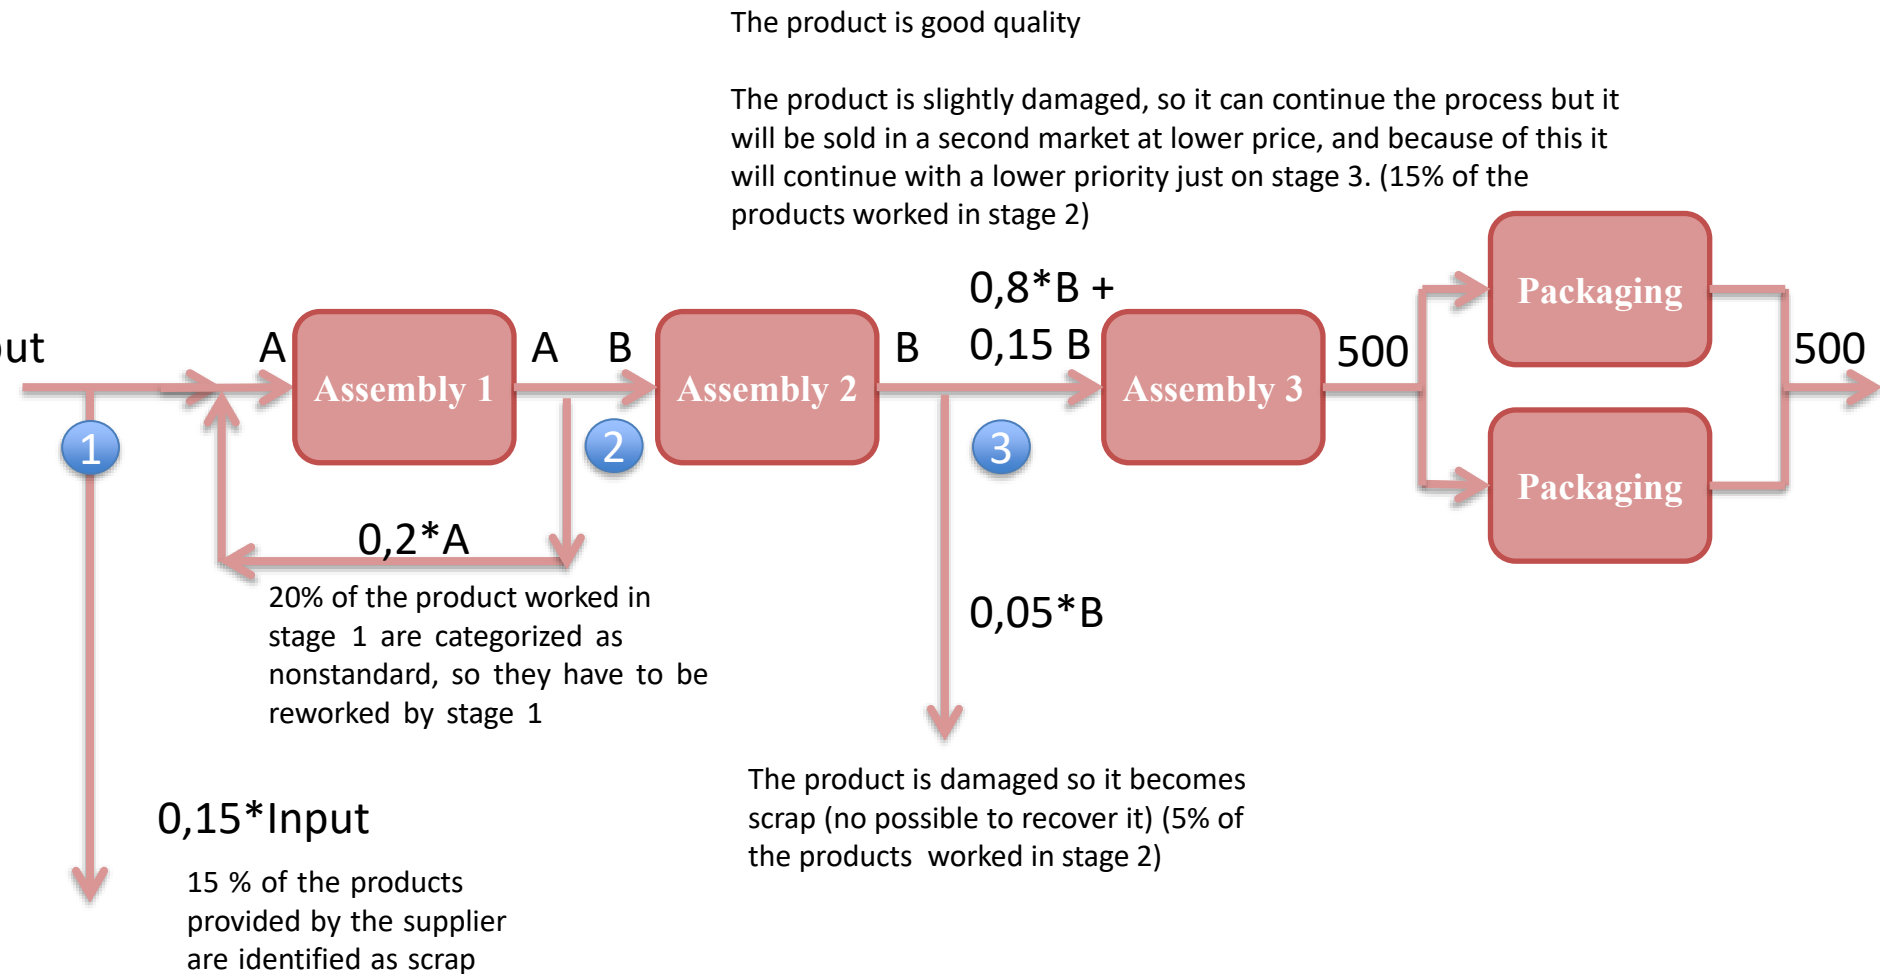 The product is good quality
The product is slightly damaged, so it can continue the process but it
will be sold in a second market at lower price, and because of this it
will continue with a lower priority just on stage 3. (15% of the
products worked in stage 2)
0,8*B +
0,15 B
put
A
Assembly 1
A
B
Assembly 2
B
Assembly 3
500
Packaging
Packaging
500
1
2
3
0,2*A
20% of the product worked in
stage 1 are categorized as
nonstandard, so they have to be
reworked by stage 1
0,05*B
The product is damaged so it becomes
scrap (no possible to recover it) (5% of
the products worked in stage 2)
0,15*Input
15 % of the products
provided by the supplier
are identified as scrap